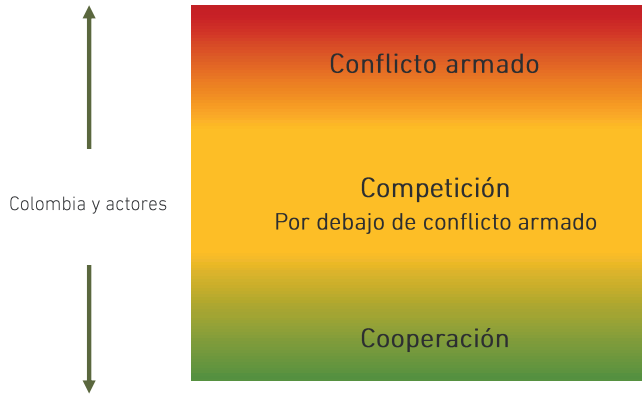 Conflicto armado
Competición
Por debajo de conflicto armado
Colombia y actores
Cooperación